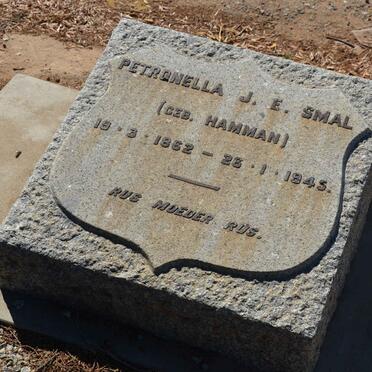 PETRONELLA J. E. SMAL
(GEB. HAMMAN)
19·3·1862 – 26·1·1945.
RUS MOEDER RUS.